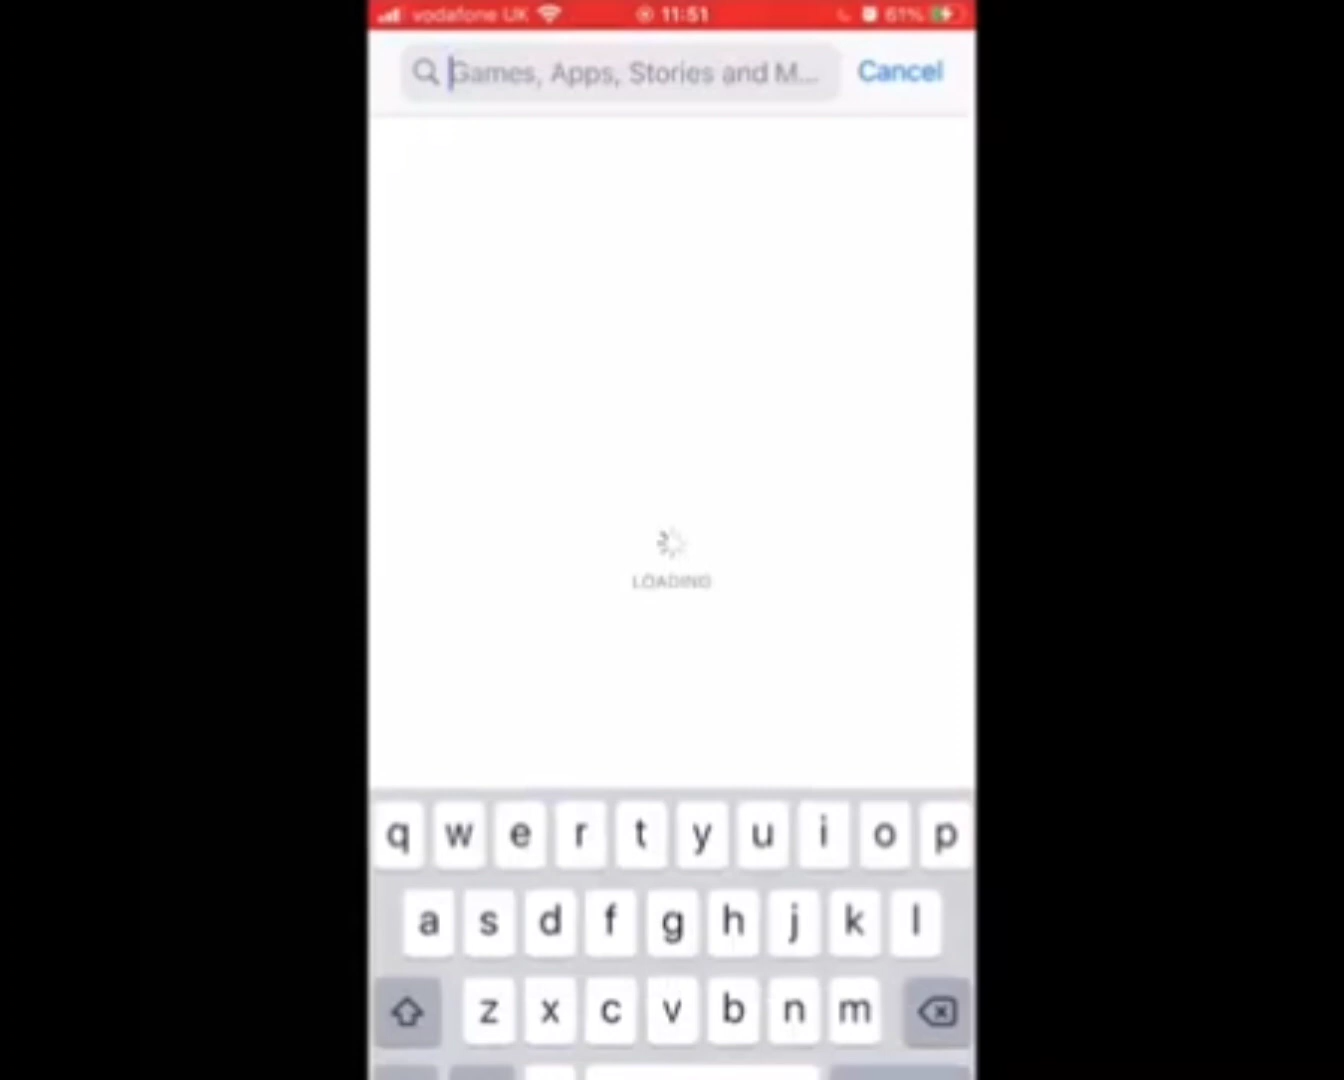 vodafone UK 11:51 61%
Games, Apps, Stories and M... Cancel
LOADING
q w e r t y u i o p
a s d f g h j k l
z x c v b n m